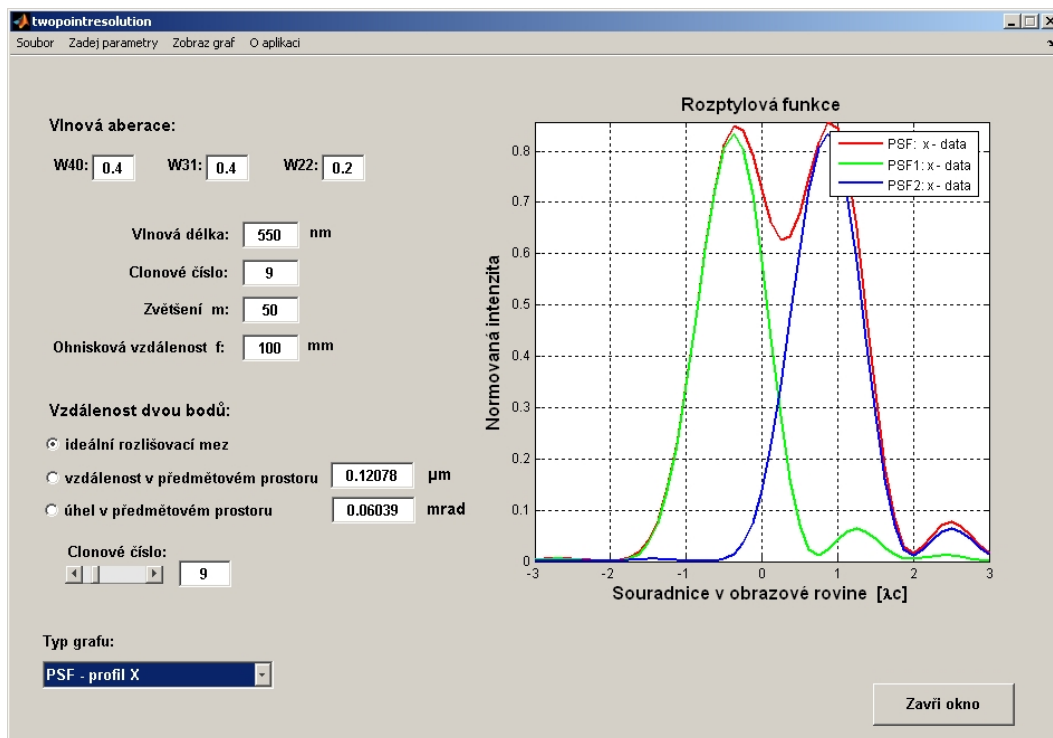 twopointresolution
Soubor Zadej parametry Zobraz graf O aplikaci
Vlnová aberace:
W40: 0.4 W31: 0.4 W22: 0.2
Vlnová délka: 550 nm
Clonové číslo: 9
Zvětšení m: 50
Ohnisková vzdálenost f: 100 mm
Vzdálenost dvou bodů:
ideální rozlišovací mez
vzdálenost v předmětovém prostoru 0.12078 µm
úhel v předmětovém prostoru 0.06039 mrad
Clonové číslo:
9
Typ grafu:
PSF - profil X
Rozptylová funkce
PSF: x - data
PSF1: x - data
PSF2: x - data
Normovaná intenzita
0.8
0.7
0.6
0.5
0.4
0.3
0.2
0.1
0
-3 -2 -1 0 1 2 3
Souradnice v obrazové rovine [λc]
Zavři okno